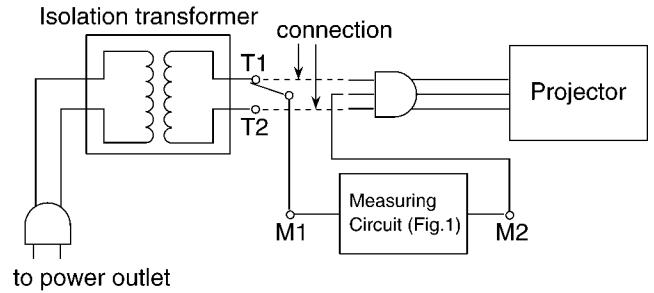 Isolation transformer
connection
T1
T2
Projector
M1
Measuring
Circuit (Fig.1)
M2
to power outlet